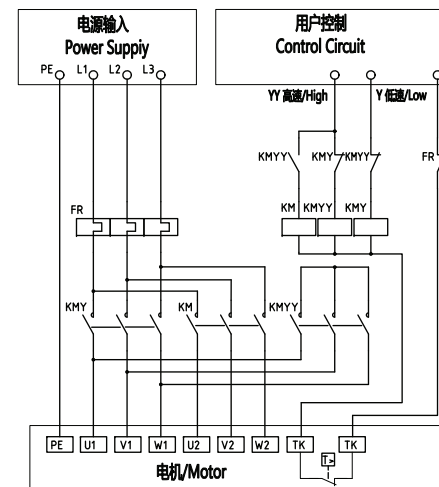 电源输入
Power Supply
PE L1 L2 L3
用户控制
Control Circuit
YY 高速/High
Y 低速/Low
KMYY
KMY
KMYY
FR
KM
KMYY
KMY
FR
KMY
KM
KMYY
PE
U1
V1
W1
U2
V2
W2
TK
TK
T>
电机/Motor